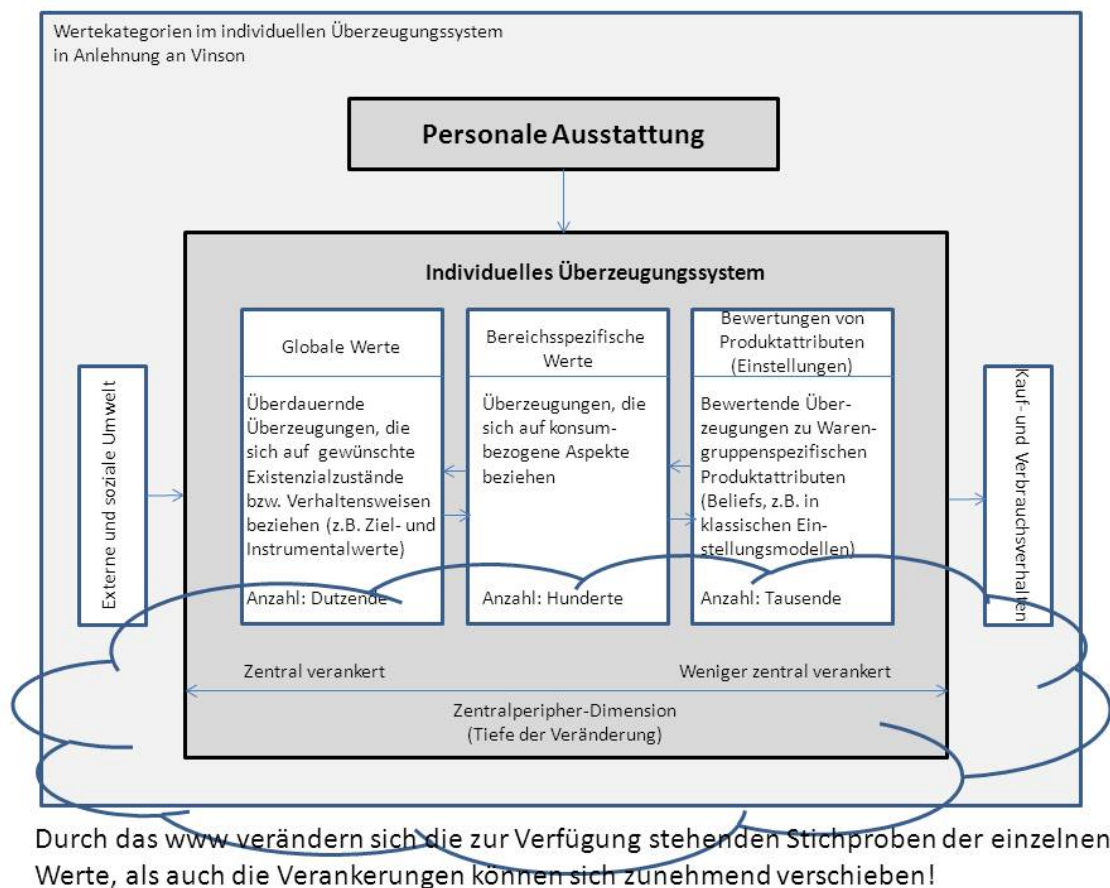 Wertekategorien im individuellen Überzeugungssystem
in Anlehnung an Vinson
Personale Ausstattung
Individuelles Überzeugungssystem
Externe und soziale Umwelt
Globale Werte
Überdauernde
Überzeugungen, die
sich auf gewünschte
Existenzialzustände
bzw. Verhaltensweisen
beziehen (z.B. Ziel- und
Instrumentalwerte)
Anzahl: Dutzende
Bereichsspezifische
Werte
Überzeugungen, die
sich auf konsum-
bezogene Aspekte
beziehen
Anzahl: Hunderte
Bewertungen von
Produktattributen
(Einstellungen)
Bewertende Über-
zeugungen zu Waren-
gruppenspezifischen
Produktattributen
(Beliefs, z.B. in
klassischen Ein-
stellungsmodellen)
Anzahl: Tausende
Kauf- und Verbrauchsverhalten
Zentral verankert
Weniger zentral verankert
Zentralperipher-Dimension
(Tiefe der Veränderung)
Durch das www verändern sich die zur Verfügung stehenden Stichproben der einzelnen
Werte, als auch die Verankerungen können sich zunehmend verschieben!